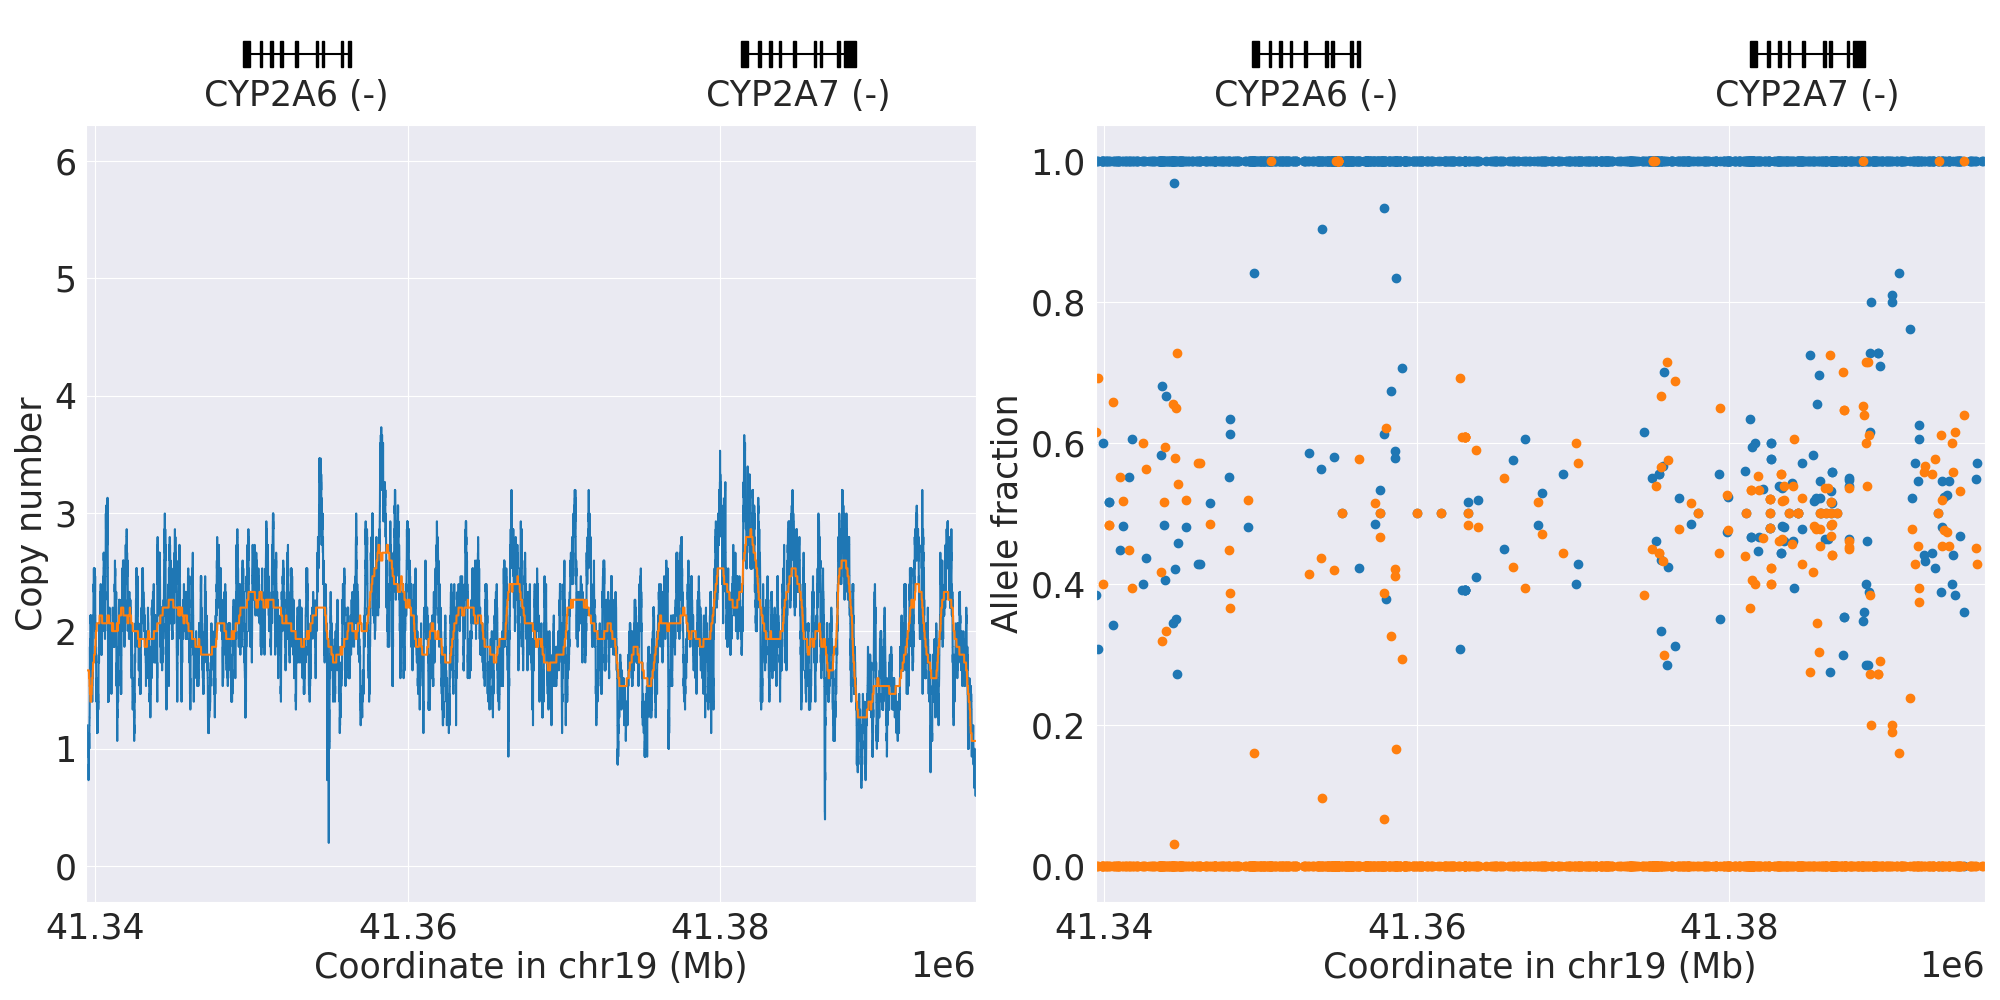 CYP2A6 (-) CYP2A7 (-) CYP2A6 (-) CYP2A7 (-)
Copy number
6
5
4
3
2
1
0
41.34 41.36 41.38
Coordinate in chr19 (Mb) 1e6
Allele fraction
1.0
0.8
0.6
0.4
0.2
0.0
41.34 41.36 41.38
Coordinate in chr19 (Mb) 1e6